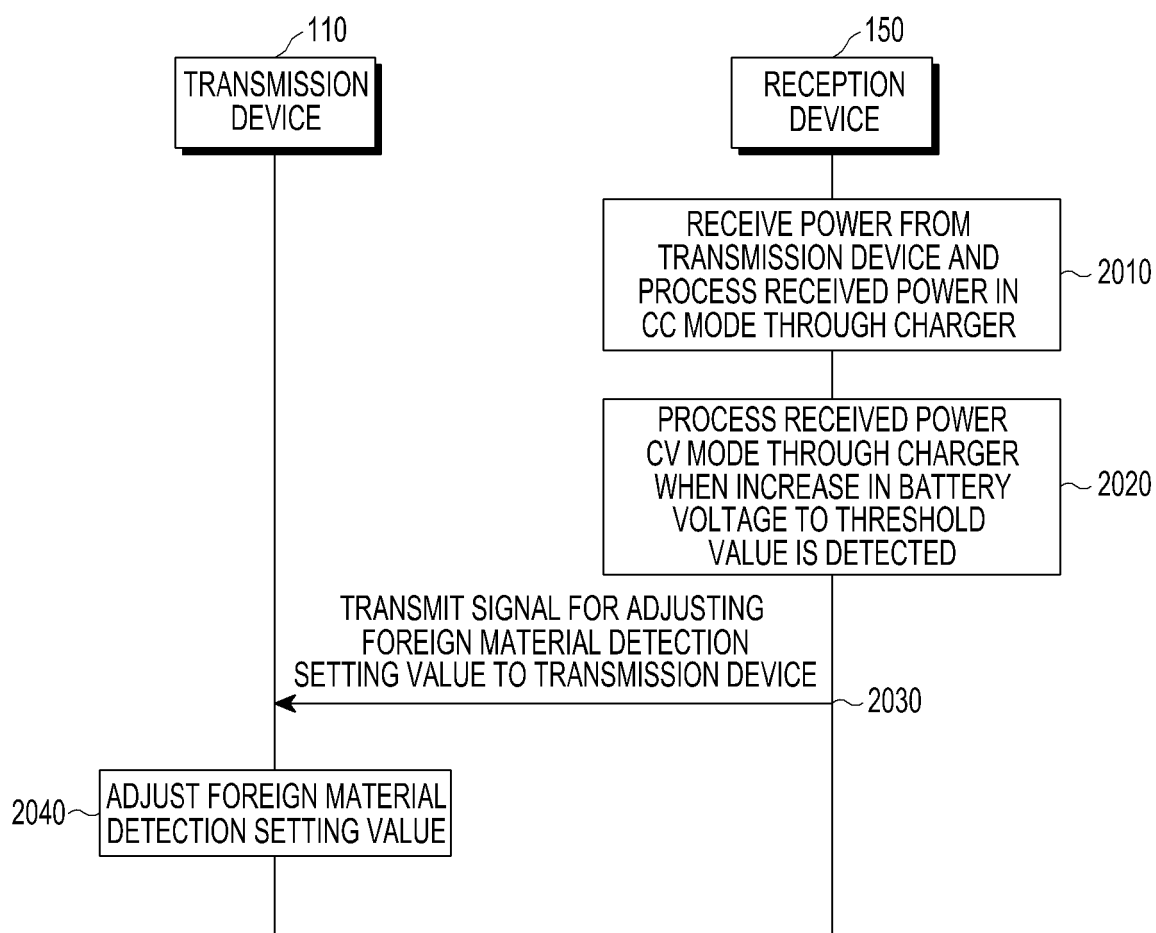 110
150
TRANSMISSION
DEVICE
RECEPTION
DEVICE
RECEIVE POWER FROM
TRANSMISSION DEVICE AND
PROCESS RECEIVED POWER IN
CC MODE THROUGH CHARGER
2010
PROCESS RECEIVED POWER
CV MODE THROUGH CHARGER
WHEN INCREASE IN BATTERY
VOLTAGE TO THRESHOLD
VALUE IS DETECTED
2020
TRANSMIT SIGNAL FOR ADJUSTING
FOREIGN MATERIAL DETECTION
SETTING VALUE TO TRANSMISSION DEVICE
2030
2040
ADJUST FOREIGN MATERIAL
DETECTION SETTING VALUE